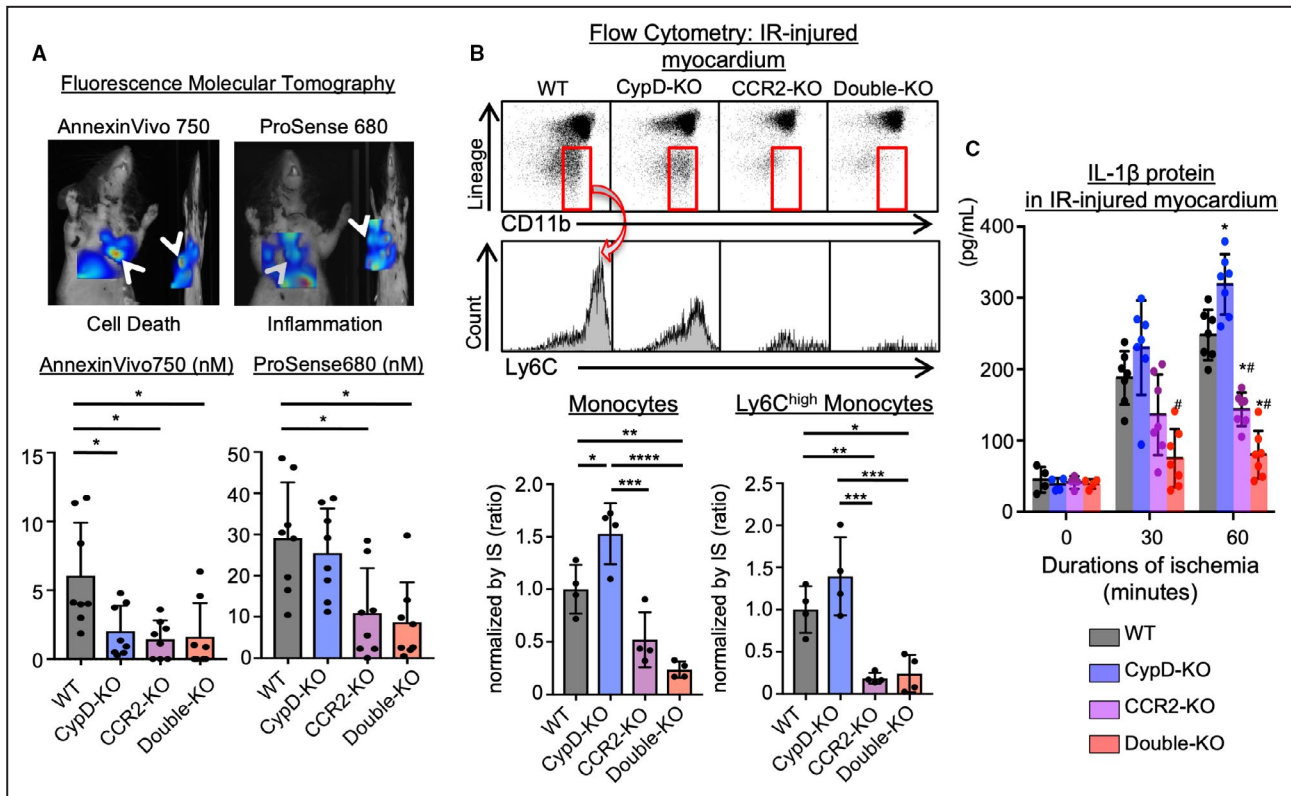 A
Fluorescence Molecular Tomography
AnnexinVivo 750
ProSense 680
Cell Death
Inflammation
AnnexinVivo750 (nM)
*
*
*
15
10
5
0
WT
CypD-KO
CCR2-KO
Double-KO
ProSense680 (nM)
*
*
50
40
30
20
10
0
WT
CypD-KO
CCR2-KO
Double-KO
B
Flow Cytometry: IR-injured
myocardium
WT
CypD-KO
CCR2-KO
Double-KO
Lineage
CD11b
Count
Ly6C
Monocytes
**
* ****
***
normalized by IS (ratio)
2.0
1.5
1.0
0.5
0
WT
CypD-KO
CCR2-KO
Double-KO
Ly6Chigh Monocytes
*
**
***
***
normalized by IS (ratio)
2.5
2.0
1.5
1.0
0.5
0
WT
CypD-KO
CCR2-KO
Double-KO
C
IL-1β protein
in IR-injured myocardium
(pg/mL)
400
300
200
100
0
#
*
*#
*#
0 30 60
Durations of ischemia
(minutes)
WT
CypD-KO
CCR2-KO
Double-KO